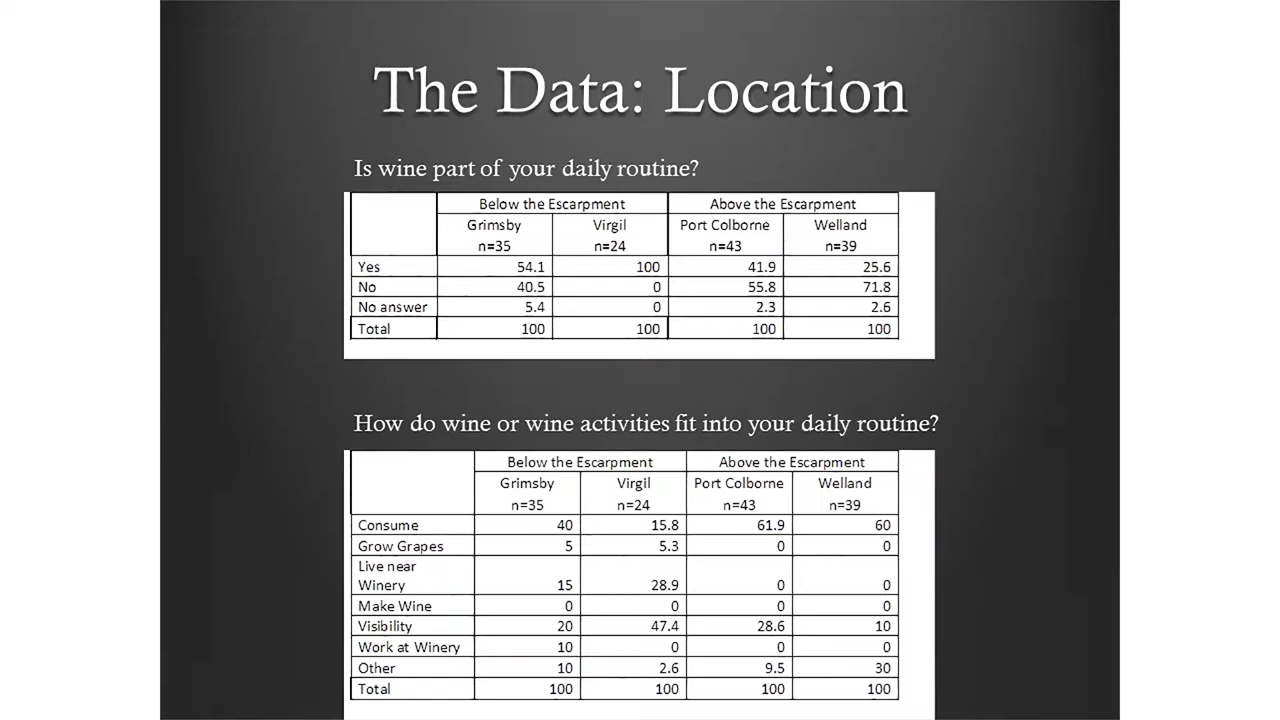 The Data: Location
Is wine part of your daily routine?
Below the Escarpment Above the Escarpment
Grimsby Virgil Port Colborne Welland
n=35 n=24 n=43 n=39
Yes 54.1 100 41.9 25.6
No 40.5 0 55.8 71.8
No answer 5.4 0 2.3 2.6
Total 100 100 100 100
How do wine or wine activities fit into your daily routine?
Below the Escarpment Above the Escarpment
Grimsby Virgil Port Colborne Welland
n=35 n=24 n=43 n=39
Consume 40 15.8 61.9 60
Grow Grapes 5 5.3 0 0
Live near
Winery 15 28.9 0 0
Make Wine 0 0 0 0
Visibility 20 47.4 28.6 10
Work at Winery 10 0 0 0
Other 10 2.6 9.5 30
Total 100 100 100 100